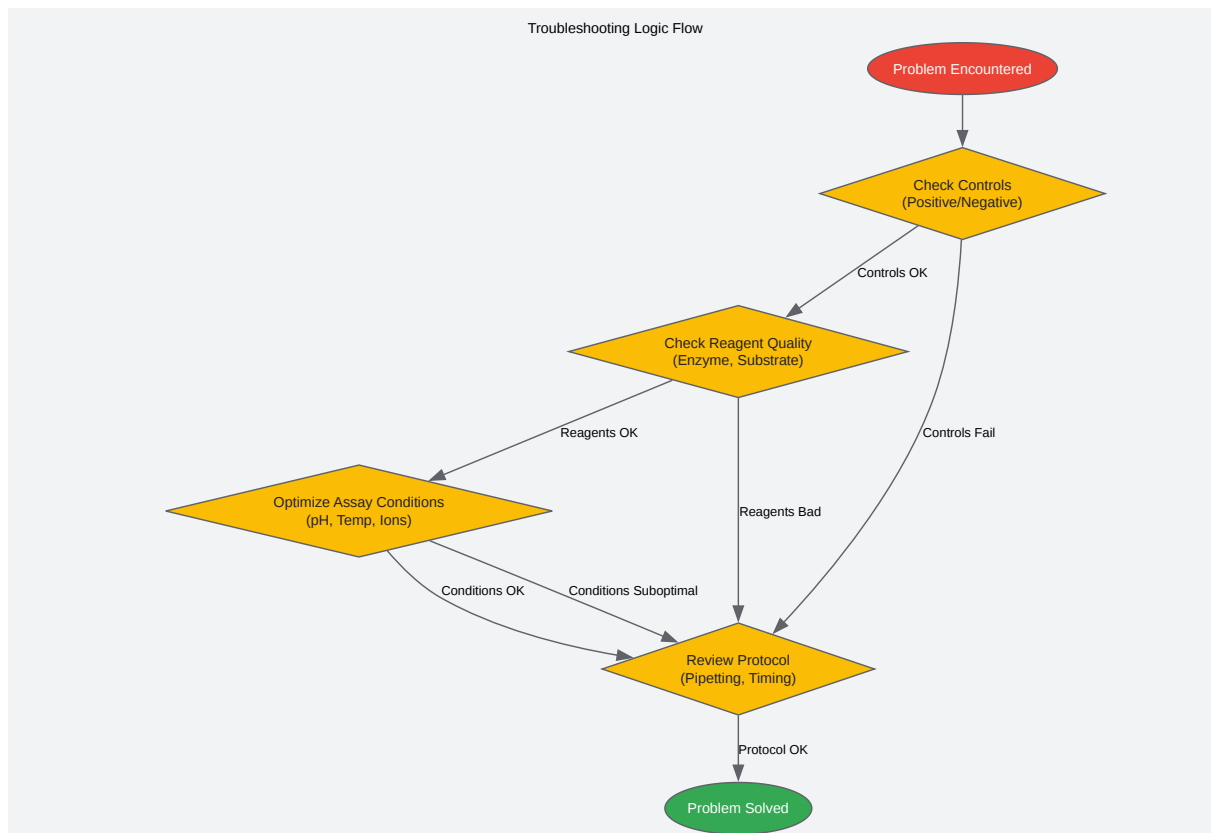 Troubleshooting Logic Flow
Problem Encountered
Check Controls
(Positive/Negative)
Controls OK
Check Reagent Quality
(Enzyme, Substrate)
Reagents OK
Controls Fail
Optimize Assay Conditions
(pH, Temp, Ions)
Reagents Bad
Conditions OK
Conditions Suboptimal
Review Protocol
(Pipetting, Timing)
Protocol OK
Problem Solved